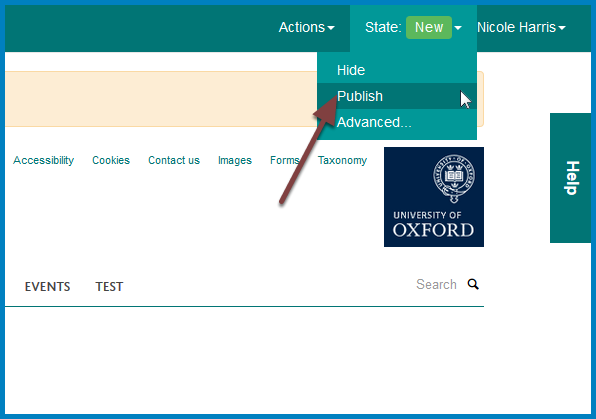 Actions State: New Nicole Harris
Hide
Publish
Advanced...
Accessibility Cookies Contact us Images Forms Taxonomy
UNIVERSITY OF
OXFORD
Help
EVENTS TEST Search